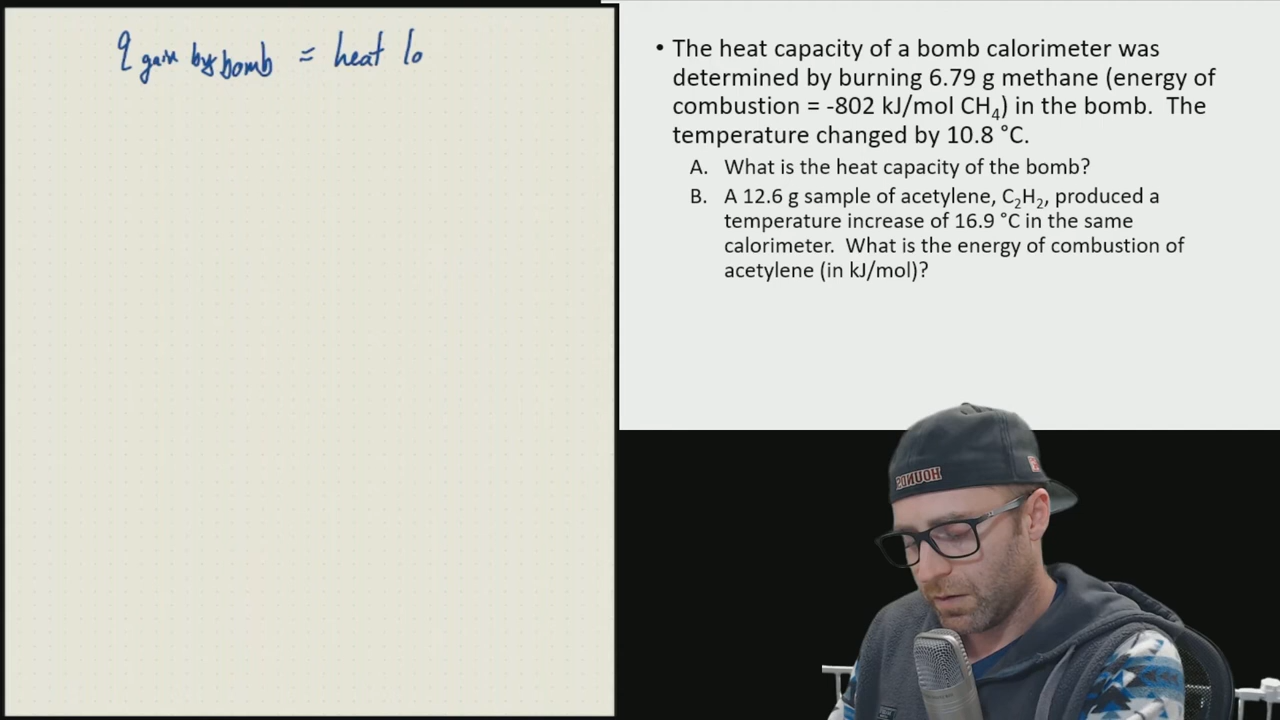 q gain by bomb = heat lo
• The heat capacity of a bomb calorimeter was
determined by burning 6.79 g methane (energy of
combustion = -802 kJ/mol CH₄) in the bomb.  The
temperature changed by 10.8 °C.
A. What is the heat capacity of the bomb?
B. A 12.6 g sample of acetylene, C₂H₂, produced a
temperature increase of 16.9 °C in the same
calorimeter.  What is the energy of combustion of
acetylene (in kJ/mol)?
HOUNDS